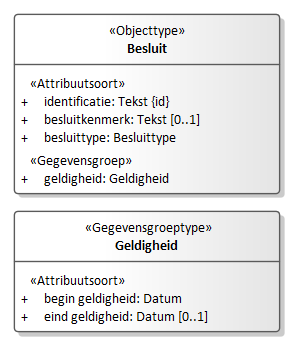 «Objecttype»
Besluit
«Attribuutsoort»
+ identificatie: Tekst {id}
+ besluitkenmerk: Tekst [0..1]
+ besluittype: Besluittype
«Gegevensgroep»
+ geldigheid: Geldigheid
«Gegevensgroeptype»
Geldigheid
«Attribuutsoort»
+ begin geldigheid: Datum
+ eind geldigheid: Datum [0..1]